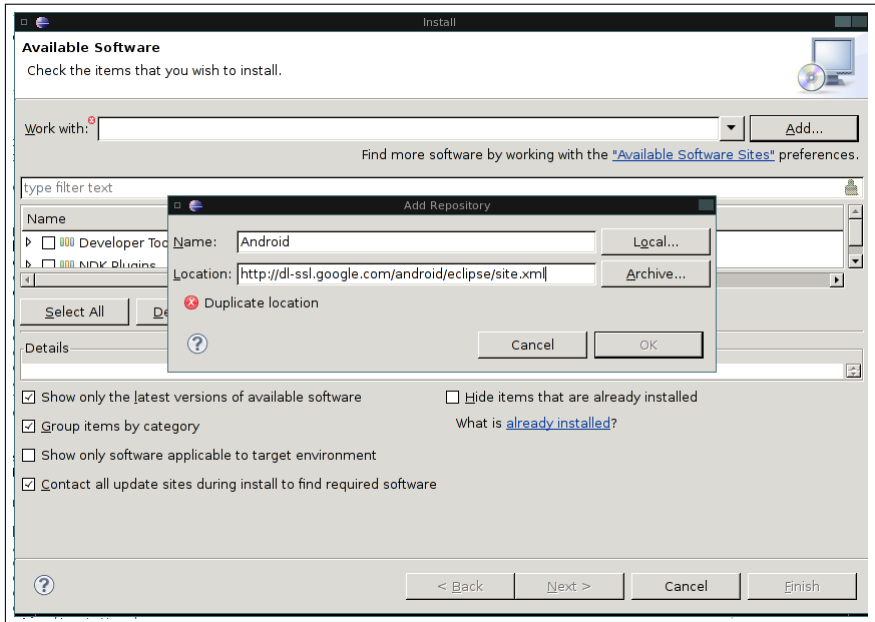 Install
Available Software
Check the items that you wish to install.
Work with:
Add...
Find more software by working with the "Available Software Sites" preferences.
type filter text
Name
Developer Too
NDK Plugins
Select All
De
Details
Add Repository
Name: Android
Local...
Location: http://dl-ssl.google.com/android/eclipse/site.xml
Archive...
Duplicate location
Cancel
OK
Show only the latest versions of available software
Hide items that are already installed
Group items by category
What is already installed?
Show only software applicable to target environment
Contact all update sites during install to find required software
< Back
Next >
Cancel
Finish